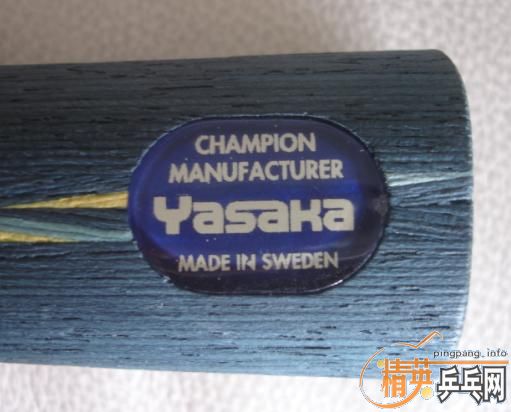 CHAMPION
MANUFACTURER
Yasaka
MADE IN SWEDEN
pingpang.info
精英乒乓网